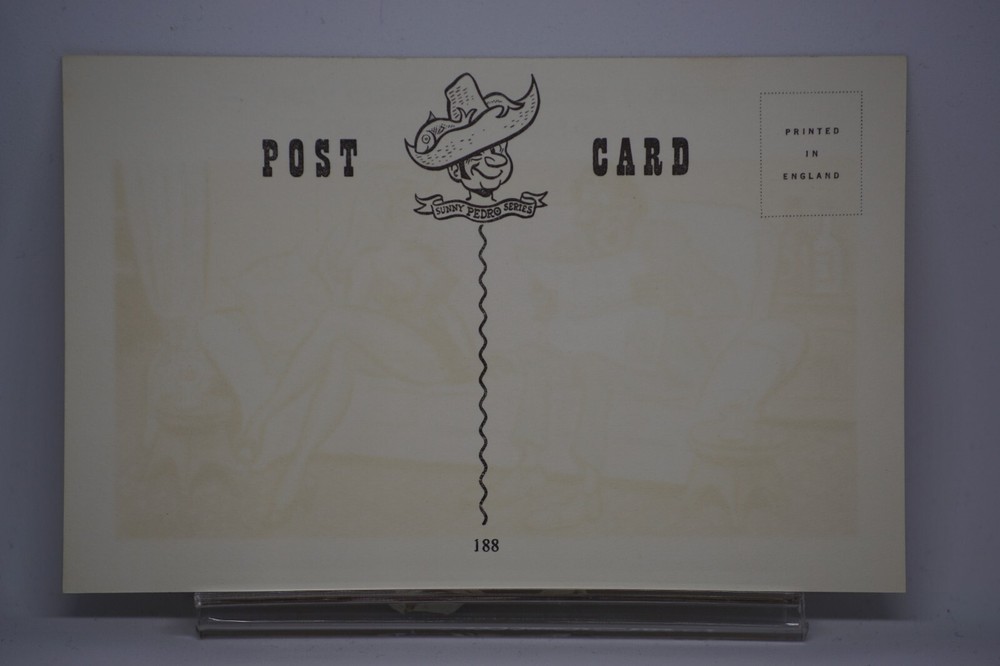 POST CARD
SUNNY PEDRO SERIES
PRINTED
IN
ENGLAND
188